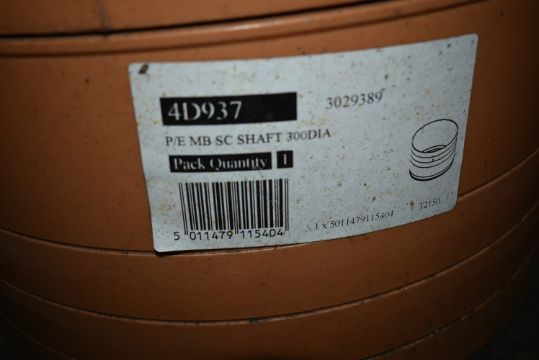 4D937 3029389
P/E MB SC SHAFT 300DIA
Pack Quantity 1
5 011479 115404
1 x 5011479115404 12150